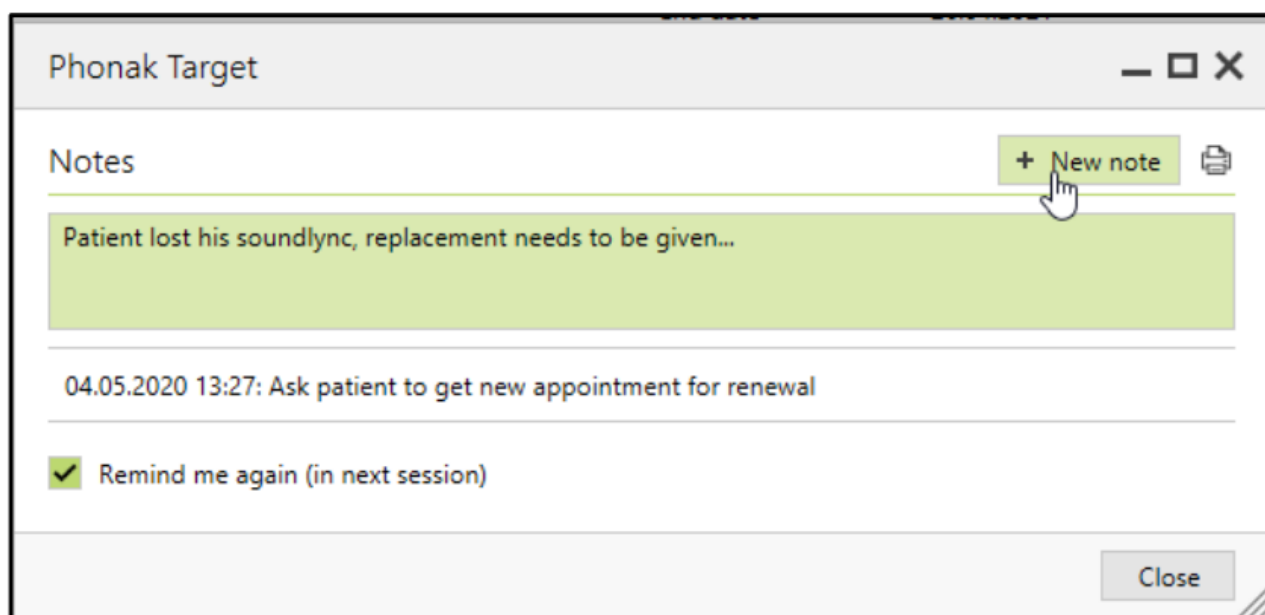 Phonak Target
Notes
+ New note
Patient lost his soundlync, replacement needs to be given...
04.05.2020 13:27: Ask patient to get new appointment for renewal
Remind me again (in next session)
Close